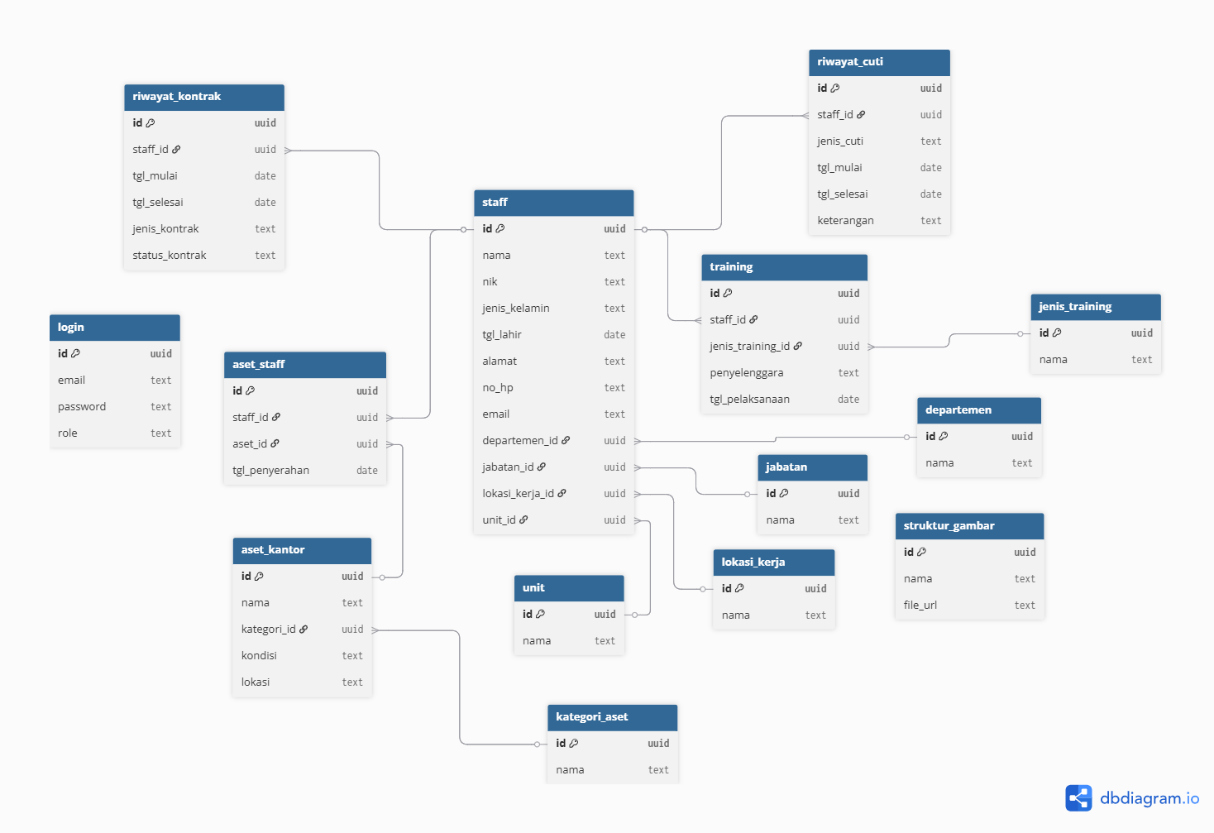 riwayat_kontrak
id uuid
staff_id uuid
tgl_mulai date
tgl_selesai date
jenis_kontrak text
status_kontrak text
riwayat_cuti
id uuid
staff_id uuid
jenis_cuti text
tgl_mulai date
tgl_selesai date
keterangan text
staff
id uuid
nama text
nik text
jenis_kelamin text
tgl_lahir date
alamat text
no_hp text
email text
departemen_id uuid
jabatan_id uuid
lokasi_kerja_id uuid
unit_id uuid
training
id uuid
staff_id uuid
jenis_training_id uuid
penyelenggara text
tgl_pelaksanaan date
jenis_training
id uuid
nama text
login
id uuid
email text
password text
role text
aset_staff
id uuid
staff_id uuid
aset_id uuid
tgl_penyerahan date
departemen
id uuid
nama text
jabatan
id uuid
nama text
struktur_gambar
id uuid
nama text
file_url text
aset_kantor
id uuid
nama text
kategori_id uuid
kondisi text
lokasi text
lokasi_kerja
id uuid
nama text
unit
id uuid
nama text
kategori_aset
id uuid
nama text
dbdiagram.io